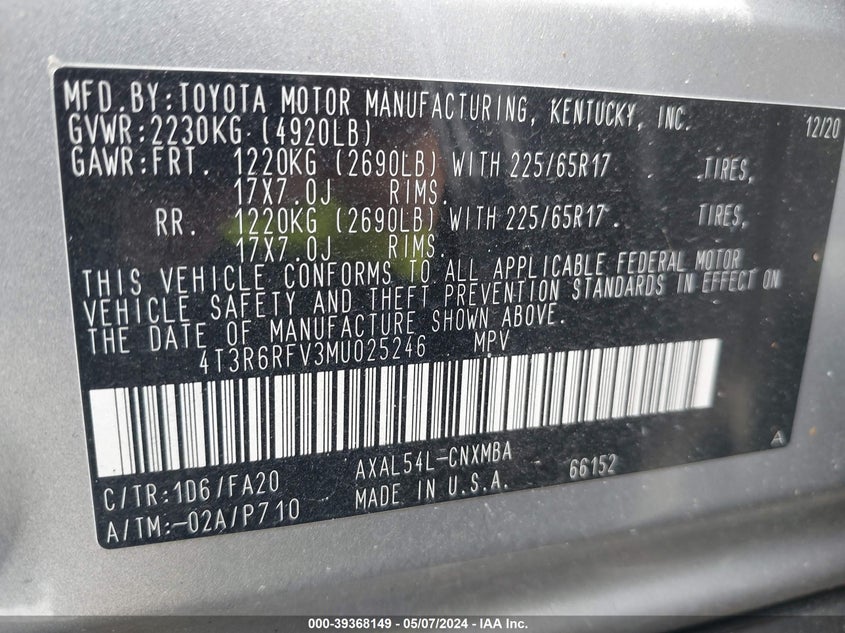 MFD.BY:TOYOTA MOTOR MANUFACTURING, KENTUCKY, INC. 12/20
GVWR:2230KG (4920LB)
GAWR:FRT. 1220KG (2690LB) WITH 225/65R17 TIRES,
17X7.0J RIMS.
RR. 1220KG (2690LB) WITH 225/65R17 TIRES,
17X7.0J RIMS.
THIS VEHICLE CONFORMS TO ALL APPLICABLE FEDERAL MOTOR
VEHICLE SAFETY AND THEFT PREVENTION STANDARDS IN EFFECT ON
THE DATE OF MANUFACTURE SHOWN ABOVE.
4T3R6RFV3MU025246 MPV
C/TR:1D6/FA20 AXAL54L-CNXMBA 66152 A
A/TM:-02A/P710 MADE IN U.S.A.
000-39368149 - 05/07/2024 - IAA Inc.